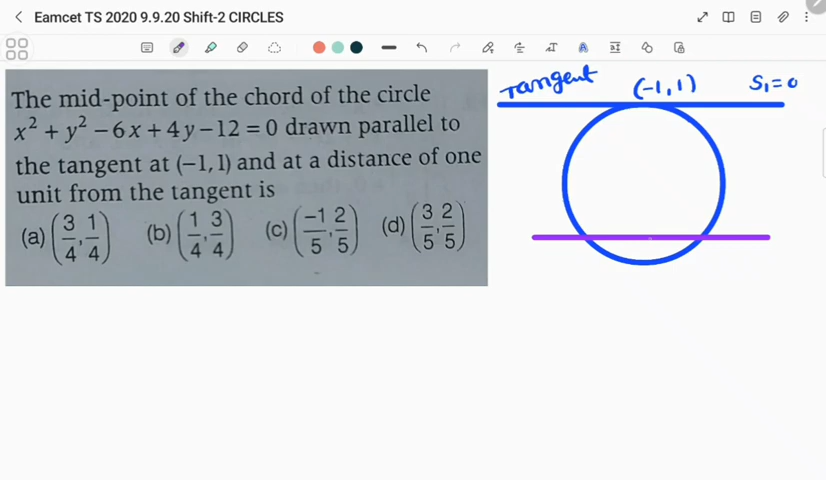 Eamcet TS 2020 9.9.20 Shift-2 CIRCLES
The mid-point of the chord of the circle
x² + y² − 6x + 4y − 12 = 0 drawn parallel to
the tangent at (−1, 1) and at a distance of one
unit from the tangent is
(a) (3/4, 1/4) (b) (1/4, 3/4) (c) (−1/5, 2/5) (d) (3/5, 2/5)
Tangent (-1,1) S₁=0